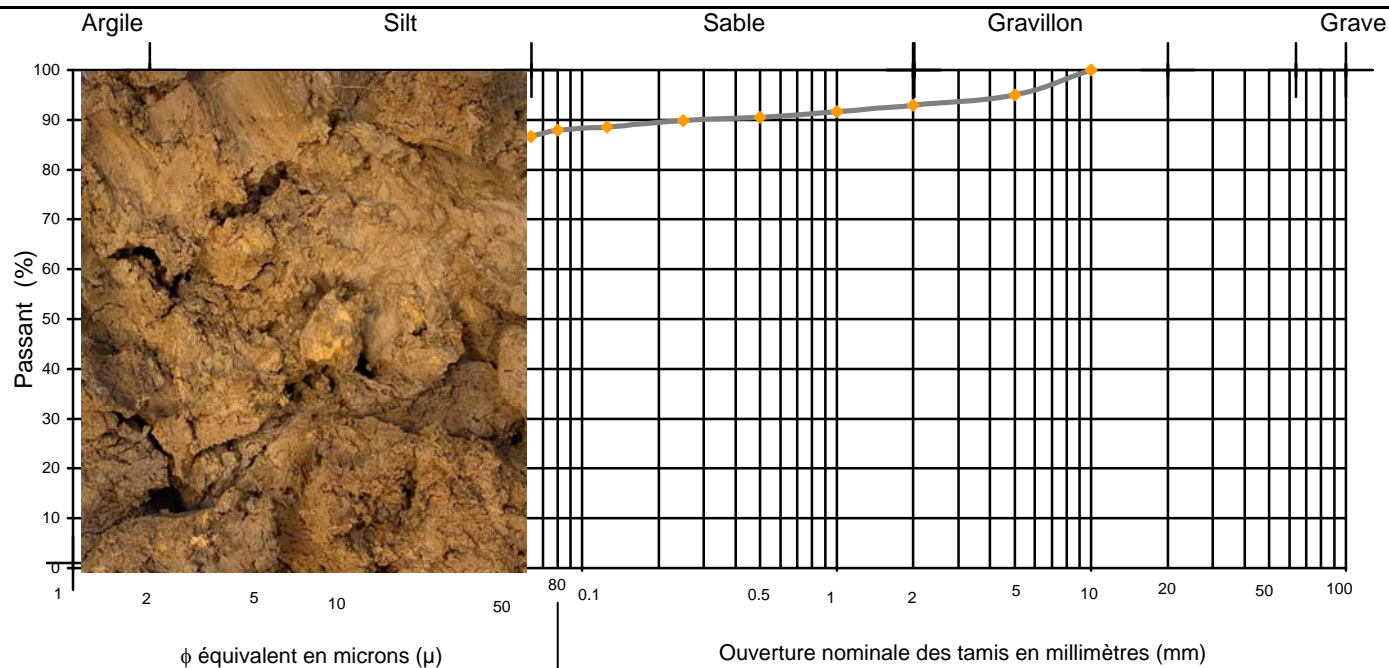 Argile Silt Sable Gravillon Grave
100
90
80
70
60
50
40
30
20
10
0
Passant (%)
1 2 5 10 50 80 0.1 0.5 1 2 5 10 20 50 100
ϕ équivalent en microns (µ)
Ouverture nominale des tamis en millimètres (mm)